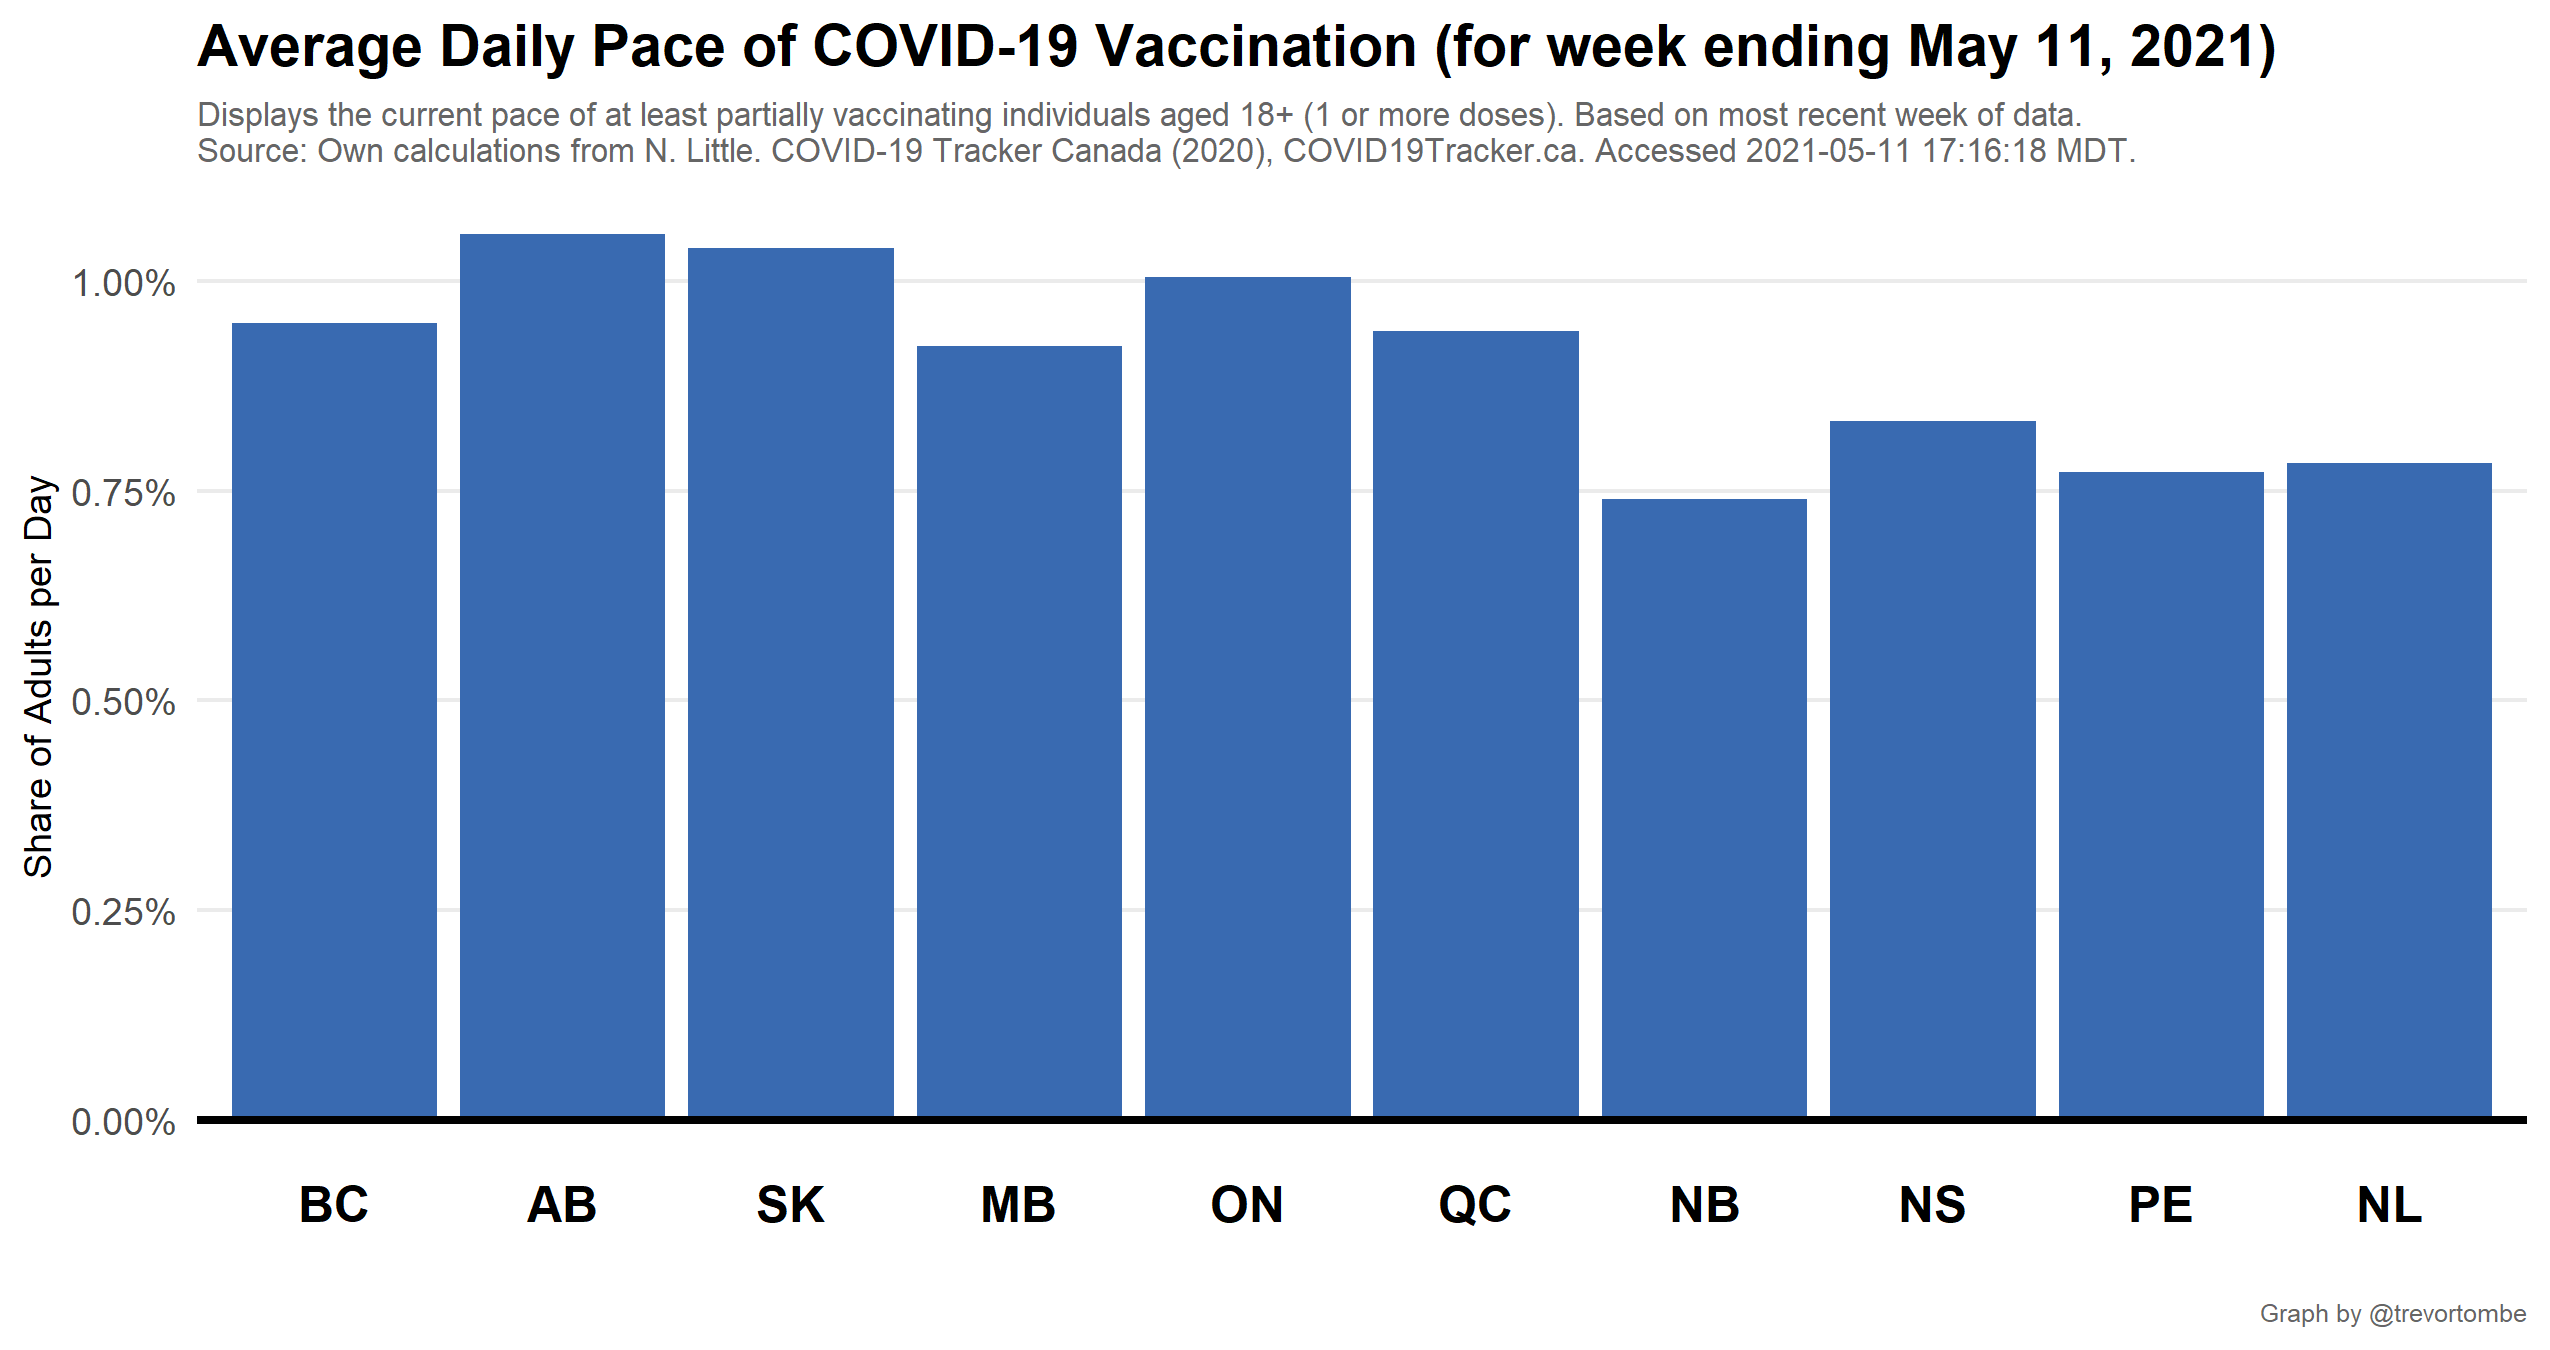 Average Daily Pace of COVID-19 Vaccination (for week ending May 11, 2021)
Displays the current pace of at least partially vaccinating individuals aged 18+ (1 or more doses). Based on most recent week of data.
Source: Own calculations from N. Little. COVID-19 Tracker Canada (2020), COVID19Tracker.ca. Accessed 2021-05-11 17:16:18 MDT.
Share of Adults per Day
1.00%
0.75%
0.50%
0.25%
0.00%
BC AB SK MB ON QC NB NS PE NL
Graph by @trevortombe